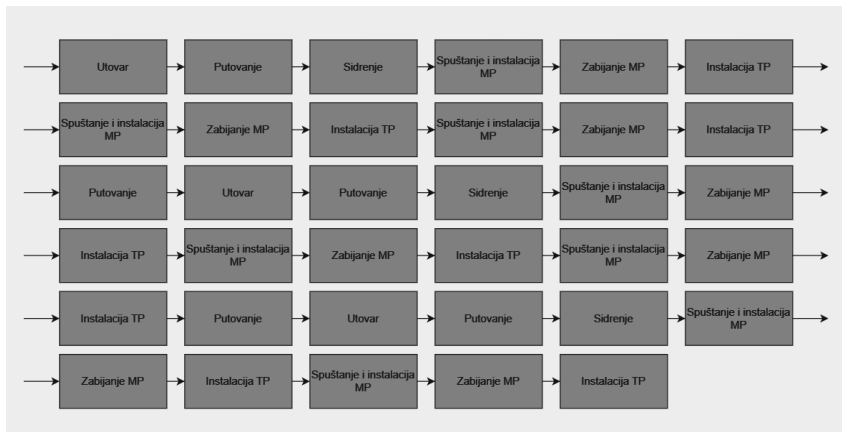 Utovar
Putovanje
Sidrenje
Spuštanje i instalacija
MP
Zabijanje MP
Instalacija TP
Spuštanje i instalacija
MP
Zabijanje MP
Instalacija TP
Spuštanje i instalacija
MP
Zabijanje MP
Instalacija TP
Putovanje
Utovar
Putovanje
Sidrenje
Spuštanje i instalacija
MP
Zabijanje MP
Instalacija TP
Spuštanje i instalacija
MP
Zabijanje MP
Instalacija TP
Spuštanje i instalacija
MP
Zabijanje MP
Instalacija TP
Putovanje
Utovar
Putovanje
Sidrenje
Spuštanje i instalacija
MP
Zabijanje MP
Instalacija TP
Spuštanje i instalacija
MP
Zabijanje MP
Instalacija TP